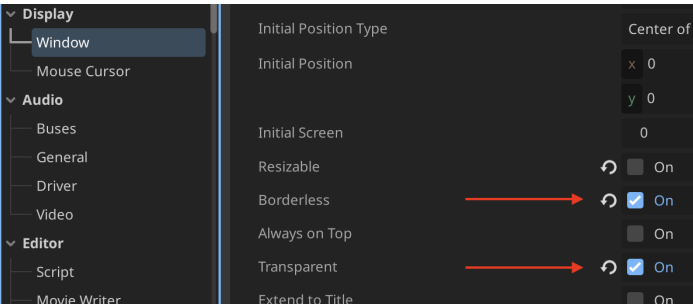 Display
Window
Mouse Cursor
Audio
Buses
General
Driver
Video
Editor
Script
Movie Writer
Initial Position Type Center of
Initial Position x 0
y 0
Initial Screen 0
Resizable On
Borderless On
Always on Top On
Transparent On
Extend to Title On